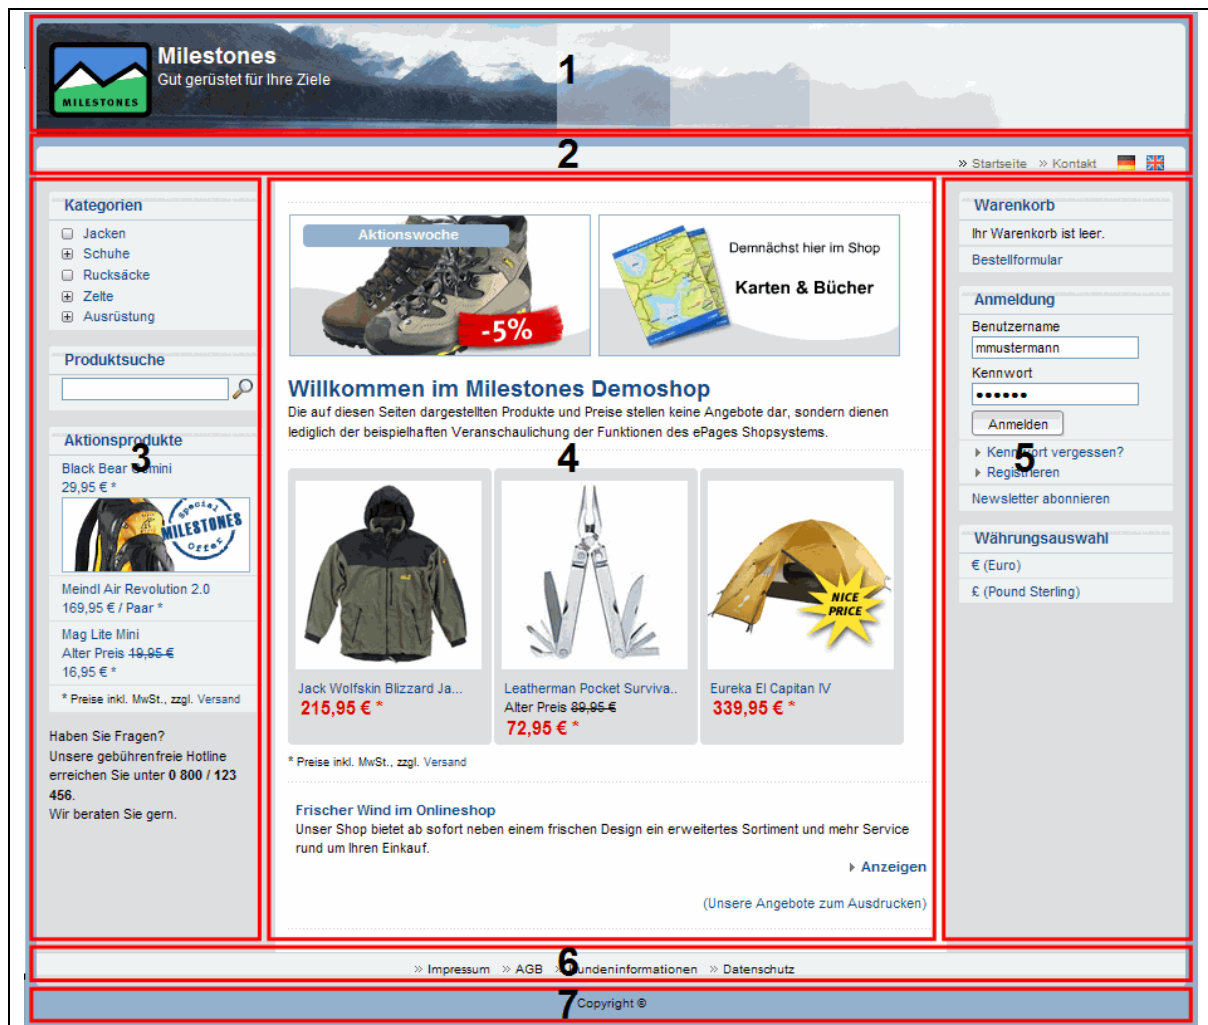 Milestones
Gut gerüstet für Ihre Ziele
MILESTONES
1
2
» Startseite » Kontakt
Kategorien
Jacken
Schuhe
Rucksäcke
Zelte
Ausrüstung
Produktsuche
Aktionsprodukte
3
Black Bear Gemini
29,95 € *
Special
MILESTONES
Offer
Meindl Air Revolution 2.0
169,95 € / Paar *
Mag Lite Mini
Alter Preis 19,95 €
16,95 € *
* Preise inkl. MwSt., zzgl. Versand
Haben Sie Fragen?
Unsere gebührenfreie Hotline
erreichen Sie unter 0 800 / 123
456.
Wir beraten Sie gern.
Aktionswoche
-5%
Demnächst hier im Shop
Karten & Bücher
Willkommen im Milestones Demoshop
Die auf diesen Seiten dargestellten Produkte und Preise stellen keine Angebote dar, sondern dienen
lediglich der beispielhaften Veranschaulichung der Funktionen des ePages Shopsystems.
4
NICE
PRICE
Jack Wolfskin Blizzard Ja...
215,95 € *
Leatherman Pocket Surviva..
Alter Preis 89,95 €
72,95 € *
Eureka El Capitan IV
339,95 € *
* Preise inkl. MwSt., zzgl. Versand
Frischer Wind im Onlineshop
Unser Shop bietet ab sofort neben einem frischen Design ein erweitertes Sortiment und mehr Service
rund um Ihren Einkauf.
Anzeigen
(Unsere Angebote zum Ausdrucken)
Warenkorb
Ihr Warenkorb ist leer.
Bestellformular
Anmeldung
Benutzername
mmustermann
Kennwort
●●●●●●
Anmelden
Kennwort vergessen?
5
Registrieren
Newsletter abonnieren
Währungsauswahl
€ (Euro)
£ (Pound Sterling)
6
» Impressum » AGB » Kundeninformationen » Datenschutz
7
Copyright ©